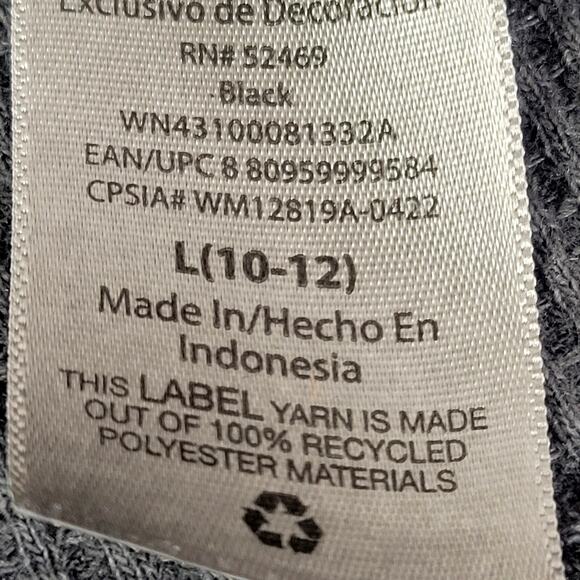 Exclusivo de Decoración
RN# 52469
Black
WN43100081332A
EAN/UPC 8 80959999584
CPSIA# WM12819A-0422
L(10-12)
Made In/Hecho En
Indonesia
THIS LABEL YARN IS MADE
OUT OF 100% RECYCLED
POLYESTER MATERIALS